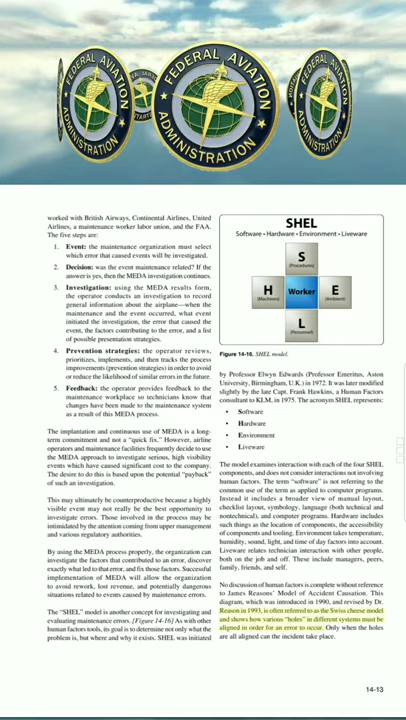 FEDERAL AVIATION
ADMINISTRATION
FEDERAL AVIATION
ADMINISTRATION
FEDERAL AVIATION
ADMINISTRATION
worked with British Airways, Continental Airlines, United
Airlines, a maintenance worker labor union, and the FAA.
The five steps are:
1. Event: the maintenance organization must select
which error that caused events will be investigated.
2. Decision: was the event maintenance related? If the
answer is yes, then the MEDA investigation continues.
3. Investigation: using the MEDA results form,
the operator conducts an investigation to record
general information about the airplane—when the
maintenance and the event occurred, what event
initiated the investigation, the error that caused the
event, the factors contributing to the error, and a list
of possible prevention strategies.
4. Prevention strategies: the operator reviews,
prioritizes, implements, and then tracks the process
improvements (prevention strategies) in order to avoid
or reduce the likelihood of similar errors in the future.
5. Feedback: the operator provides feedback to the
maintenance workplace so technicians know that
changes have been made to the maintenance system
as a result of this MEDA process.
The implantation and continuous use of MEDA is a long-
term commitment and not a “quick fix.” However, airline
operators and maintenance facilities frequently decide to use
the MEDA approach to investigate serious, high visibility
events which have caused significant cost to the company.
The desire to do this is based upon the potential “payback”
of such an investigation.
This may ultimately be counterproductive because a highly
visible event may not really be the best opportunity to
investigate errors. Those involved in the process may be
intimidated by the attention coming from upper management
and various regulatory authorities.
By using the MEDA process properly, the organization can
investigate the factors that contributed to an error, discover
exactly what led to that error, and fix those factors. Successful
implementation of MEDA will allow the organization to
avoid rework, lost revenue, and potentially dangerous
situations related to events caused by maintenance errors.
The “SHEL” model is another concept for investigating and
evaluating maintenance errors. [Figure 14-16] As with other
human factors tools, its goal is to determine not only what the
problem is, but where and why it exists. SHEL was initiated
SHEL
Software • Hardware • Environment • Liveware
S
(Procedures)
H
(Machines)
Worker
E
(Ambient)
L
(Personnel)
Figure 14-16. SHEL model.
by Professor Elwyn Edwards (Professor Emeritus, Aston
University, Birmingham, U.K.) in 1972. It was later modified
slightly by the late Capt. Frank Hawkins, a Human Factors
consultant to KLM, in 1975. The acronym SHEL represents:
• Software
• Hardware
• Environment
• Liveware
The model examines interaction with each of the four SHEL
components, and does not consider interactions not involving
human factors. The term “software” is not referring to the
common use of the term as applied to computer programs.
Instead it includes a broader view of manual layout,
checklist layout, symbology, language (both technical and
nontechnical), and computer programs. Hardware includes
such things as the location of components, the accessibility
of components and tooling. Environment takes temperature,
humidity, sound, light, and time of day factors into account.
Liveware relates technician interaction with other people,
both on the job and off. These include managers, peers,
family, friends, and self.
No discussion of human factors is complete without reference
to James Reasons’ Model of Accident Causation. This
diagram, which was introduced in 1990, and revised by Dr.
Reason in 1993, is often referred to as the Swiss cheese model
and shows how various “holes” in different systems must be
aligned in order for an error to occur. Only when the holes
are all aligned can the incident take place.
14-13